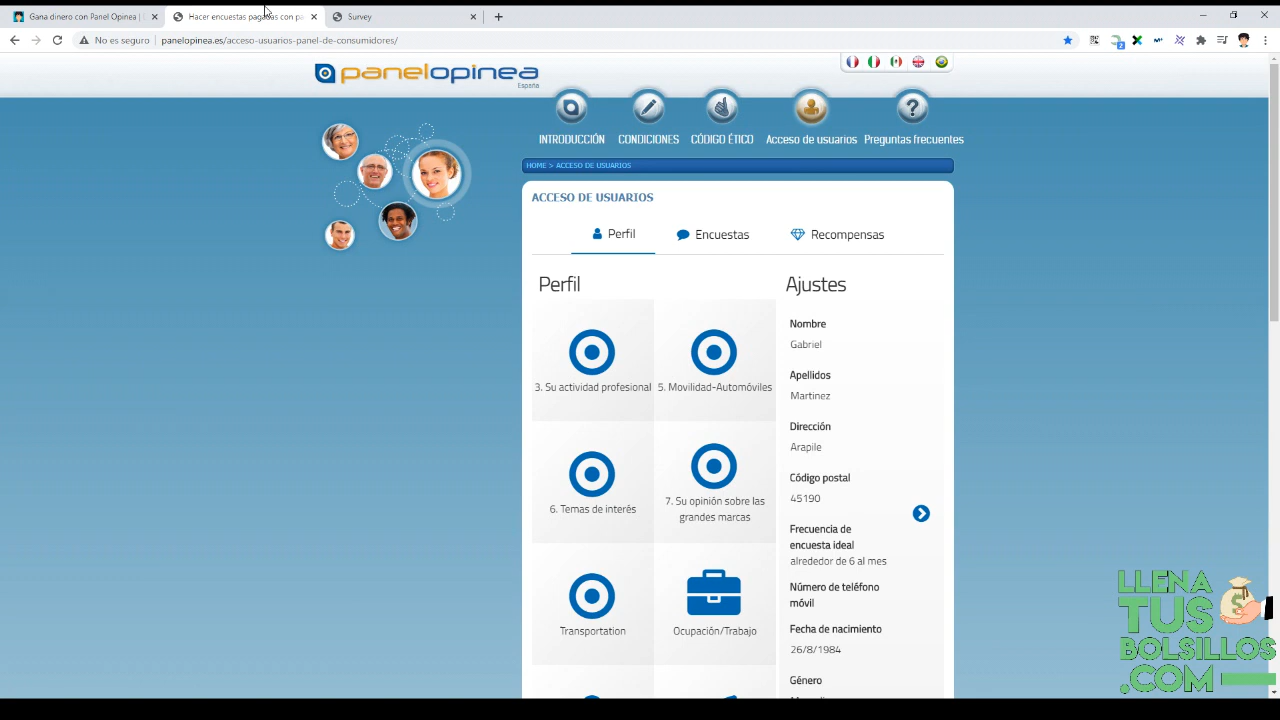 Gana dinero con Panel Opinea |
Hacer encuestas pagadas con pa
Survey
No es seguro
panelopinea.es/acceso-usuarios-panel-de-consumidores/
2
panelopinea
España
INTRODUCCIÓN
CONDICIONES
CÓDIGO ÉTICO
Acceso de usuarios
Preguntas frecuentes
HOME > ACCESO DE USUARIOS
ACCESO DE USUARIOS
Perfil
Encuestas
Recompensas
Perfil
3. Su actividad profesional
5. Movilidad-Automóviles
6. Temas de interés
7. Su opinión sobre las
grandes marcas
Transportation
Ocupación/Trabajo
Ajustes
Nombre
Gabriel
Apellidos
Martinez
Dirección
Arapile
Código postal
45190
Frecuencia de
encuesta ideal
alrededor de 6 al mes
Número de teléfono
móvil
Fecha de nacimiento
26/8/1984
Género
LLENA
TUS
BOLSILLOS
.COM